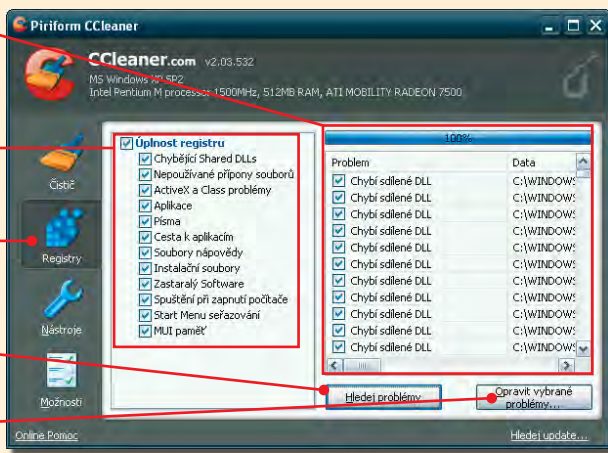 Piriform CCleaner
CCleaner.com v2.03.532
MS Windows XP SP2
Intel Pentium M processor 1500MHz, 512MB RAM, ATI MOBILITY RADEON 7500
Čistič
Registry
Nástroje
Možnosti
Úplnost registru
Chybějící Shared DLLs
Nepoužívané přípony souborů
ActiveX a Class problémy
Aplikace
Písma
Cesta k aplikacím
Soubory nápovědy
Instalační soubory
Zastaralý Software
Spuštění při zapnutí počítače
Start Menu seřazování
MUI paměť
100%
Problem Data
Chybí sdílené DLL C:\WINDOWS
Chybí sdílené DLL C:\WINDOWS
Chybí sdílené DLL C:\WINDOWS
Chybí sdílené DLL C:\WINDOWS
Chybí sdílené DLL C:\WINDOWS
Chybí sdílené DLL C:\WINDOWS
Chybí sdílené DLL C:\WINDOWS
Chybí sdílené DLL C:\WINDOWS
Chybí sdílené DLL C:\WINDOWS
Chybí sdílené DLL C:\WINDOWS
Hledej problémy
Opravit vybrané
problémy...
Online Pomoc
Hledej update...